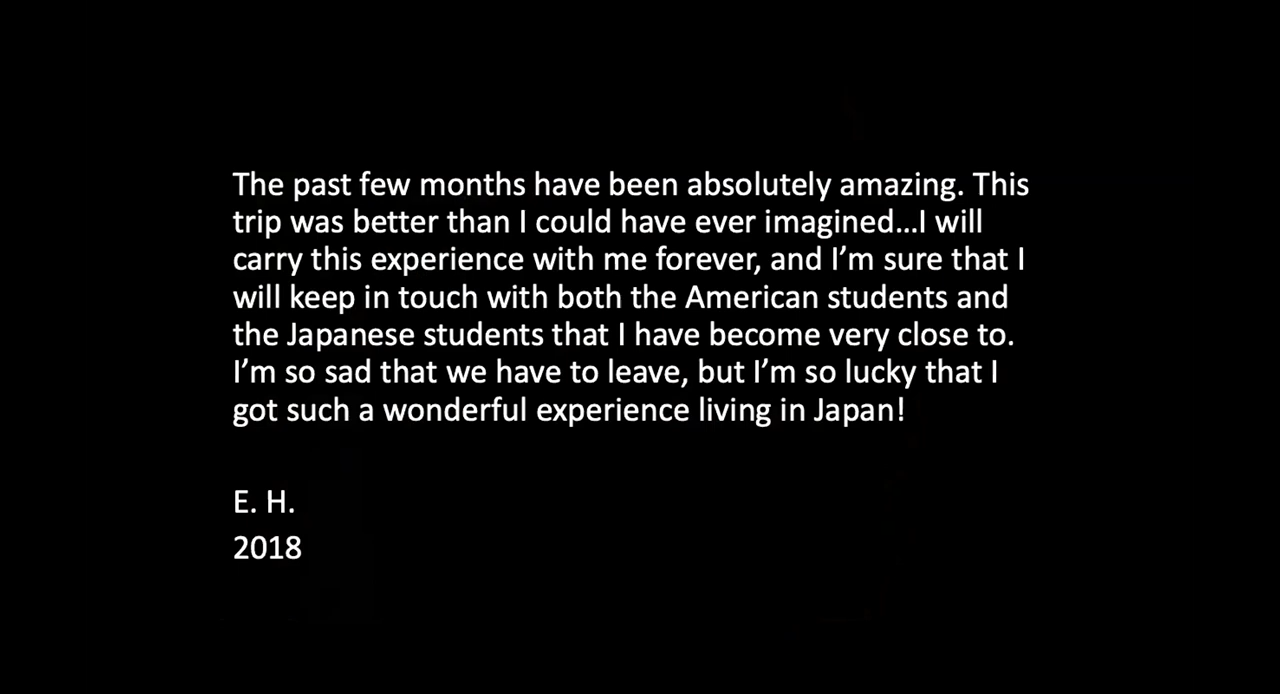 The past few months have been absolutely amazing. This
trip was better than I could have ever imagined...I will
carry this experience with me forever, and I’m sure that I
will keep in touch with both the American students and
the Japanese students that I have become very close to.
I’m so sad that we have to leave, but I’m so lucky that I
got such a wonderful experience living in Japan!
E. H.
2018